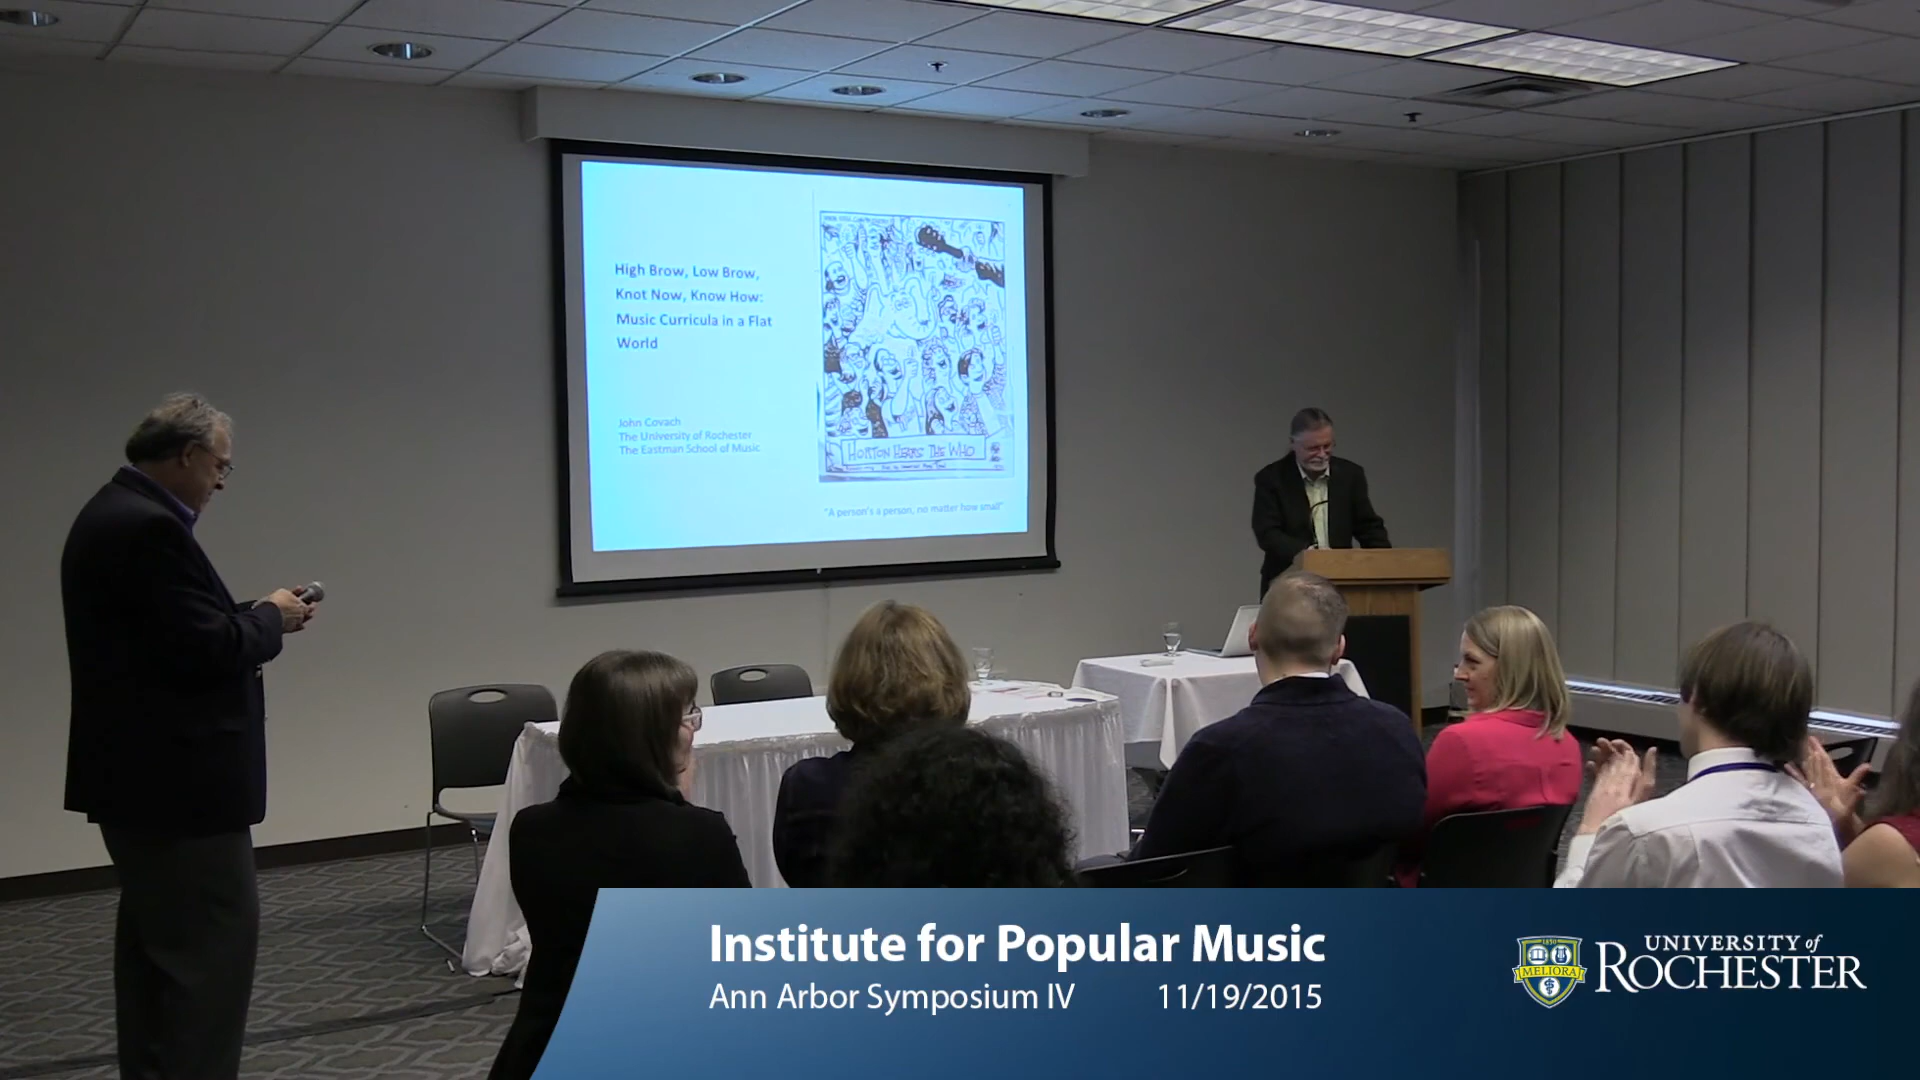 High Brow, Low Brow,
Knot Now, Know How:
Music Curricula in a Flat
World
John Covach
The University of Rochester
The Eastman School of Music
HORTON HEARS THE WHO
"A person's a person, no matter how small"
Institute for Popular Music
Ann Arbor Symposium IV 11/19/2015
1850
MELIORA
UNIVERSITY of
ROCHESTER